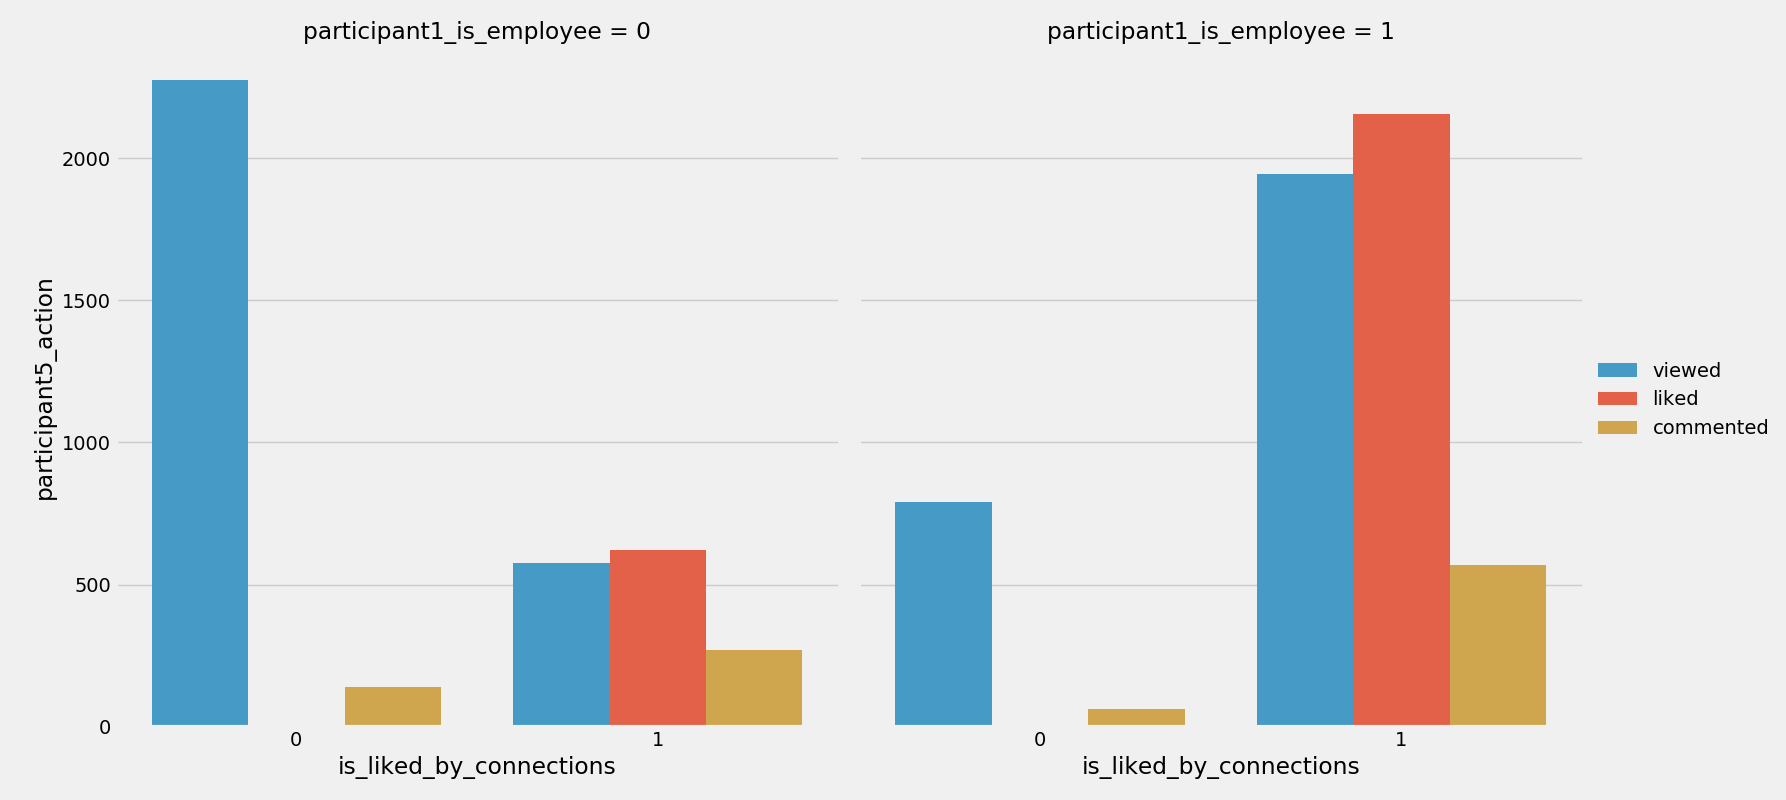 participant1_is_employee = 0
participant1_is_employee = 1
participant5_action
2000
1500
1000
500
0
0
1
0
1
is_liked_by_connections
is_liked_by_connections
viewed
liked
commented